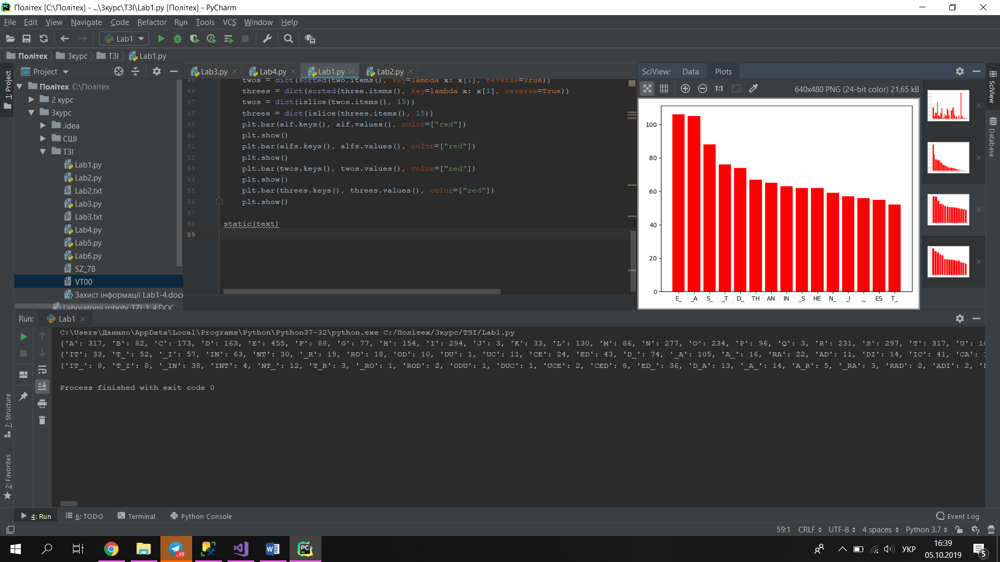 Політех [C:\Політех] - ...\3курс\ТЗІ\Lab1.py [Політех] - PyCharm
File Edit View Navigate Code Refactor Run Tools VCS Window Help
Lab1
Політех 3курс ТЗІ Lab1.py
Project
Lab3.py Lab4.py Lab1.py Lab2.py
SciView: Data Plots
1: Project
Політех C:\Політех
2 курс
3курс
.idea
СШІ
ТЗІ
Lab1.py
Lab2.py
Lab2.txt
Lab3.py
Lab3.txt
Lab4.py
Lab5.py
Lab6.py
SZ_78
VT00
Захист інформації Lab1-4.docx
Laboratorni_roboty_TZI_1_4.DOC
45 twos = dict(sorted(two.items(), key=lambda x: x[1], reverse=True))
46 threes = dict(sorted(three.items(), key=lambda x: x[1], reverse=True))
47 twos = dict(islice(twos.items(), 15))
48 threes = dict(islice(threes.items(), 15))
49 plt.bar(alf.keys(), alf.values(), color=["red"])
50 plt.show()
51 plt.bar(alfs.keys(), alfs.values(), color=["red"])
52 plt.show()
53 plt.bar(twos.keys(), twos.values(), color=["red"])
54 plt.show()
55 plt.bar(threes.keys(), threes.values(), color=["red"])
56 plt.show()
57
58 static(text)
59
1:1 640x480 PNG (24-bit color) 21,65 kB
100
80
60
40
20
0
E_ _A S_ _T D_ TH AN IN _S HE N_ _I ._ ES T_
SciView
Database
Run: Lab1
C:\Users\Данило\AppData\Local\Programs\Python\Python37-32\python.exe C:/Політех/3курс/ТЗІ/Lab1.py
{'A': 317, 'B': 82, 'C': 173, 'D': 163, 'E': 455, 'F': 88, 'G': 77, 'H': 154, 'I': 294, 'J': 3, 'K': 33, 'L': 130, 'M': 86, 'N': 277, 'O': 234, 'P': 96, 'Q': 3, 'R': 231, 'S': 297, 'T': 317, 'U': 10
{'IT': 33, 'T_': 52, '_I': 57, 'IN': 63, 'NT': 30, '_R': 19, 'RO': 18, 'OD': 10, 'DU': 1, 'UC': 11, 'CE': 24, 'ED': 43, 'D_': 74, '_A': 105, 'A_': 16, 'RA': 22, 'AD': 11, 'DI': 14, 'IC': 41, 'CA': 1
{'IT_': 8, 'T_I': 8, '_IN': 38, 'INT': 4, 'NT_': 12, 'T_R': 3, '_RO': 1, 'ROD': 2, 'ODU': 1, 'DUC': 1, 'UCE': 2, 'CED': 8, 'ED_': 36, 'D_A': 13, '_A_': 14, 'A_R': 5, '_RA': 3, 'RAD': 2, 'ADI': 2,
Process finished with exit code 0
7: Structure
2: Favorites
4: Run 6: TODO Terminal Python Console Event Log
59:1 CRLF UTF-8 4 spaces Python 3.7
..49
PC
УКР
16:39
05.10.2019
5